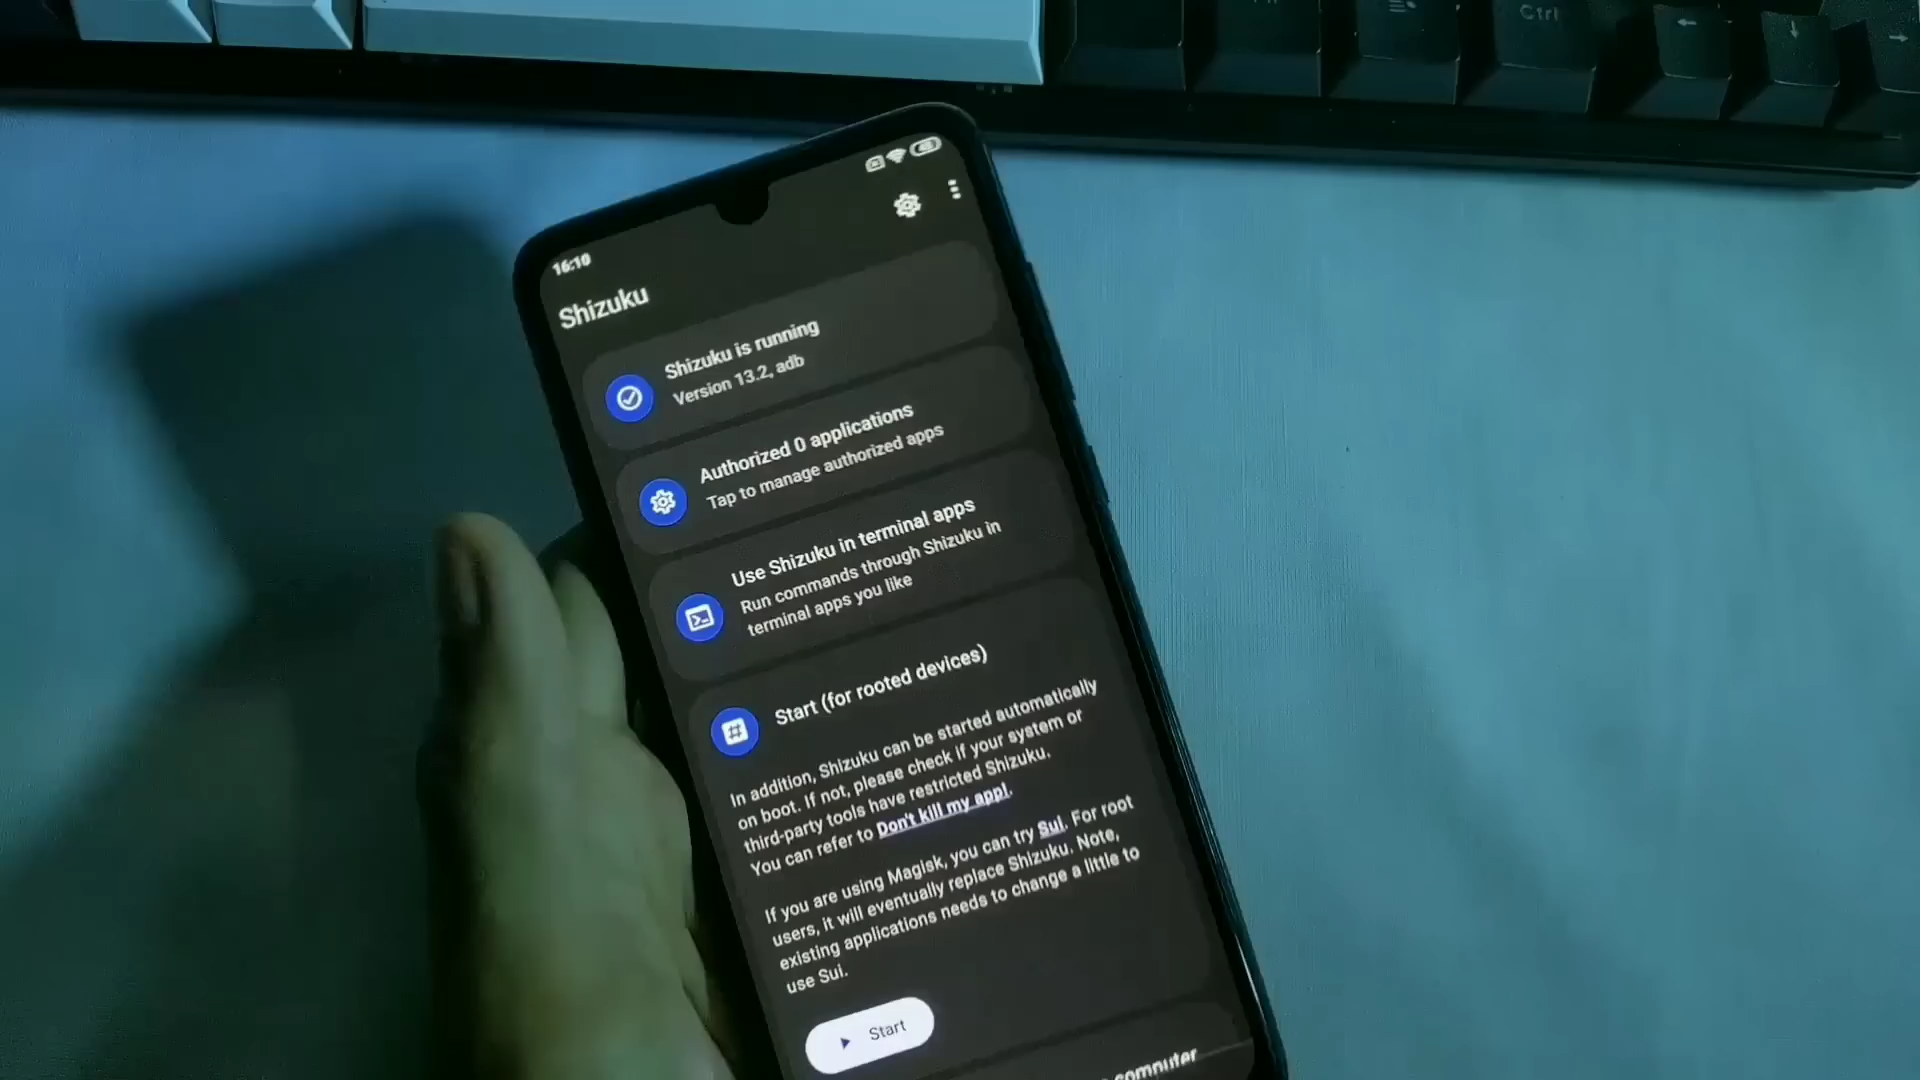 Ctrl
16:10
Shizuku
Shizuku is running
Version 13.2, adb
Authorized 0 applications
Tap to manage authorized apps
Use Shizuku in terminal apps
Run commands through Shizuku in
terminal apps you like
Start (for rooted devices)
In addition, Shizuku can be started automatically
on boot. If not, please check if your system or
third-party tools have restricted Shizuku.
You can refer to Don't kill my app!.
If you are using Magisk, you can try Sui. For root
users, it will eventually replace Shizuku. Note,
existing applications needs to change a little to
use Sui.
Start
computer